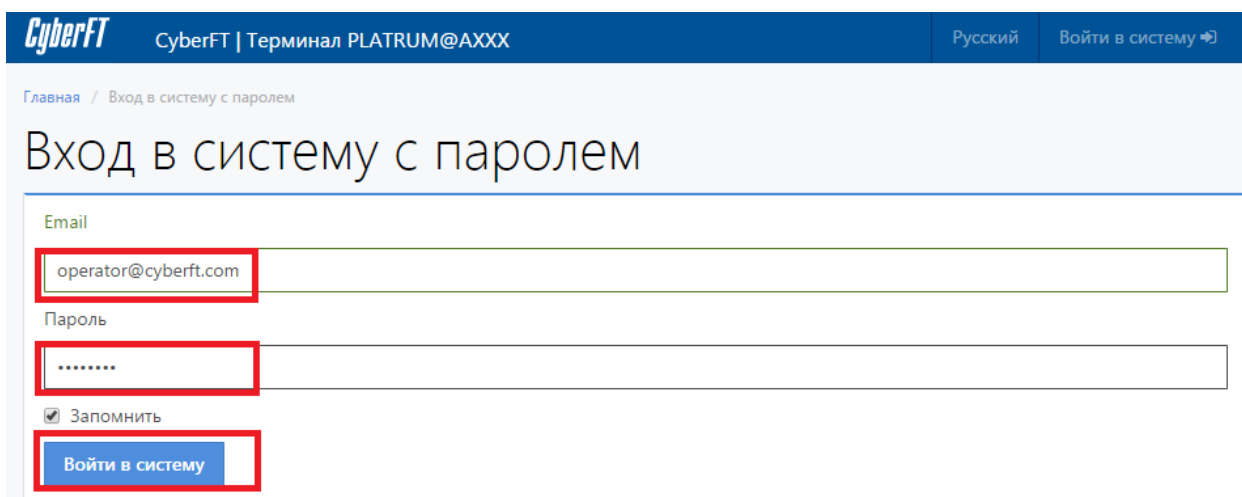 CyberFT CyberFT | Терминал PLATRUM@AXXX Русский Войти в систему
Главная / Вход в систему с паролем
Вход в систему с паролем
Email
operator@cyberft.com
Пароль
••••••••
Запомнить
Войти в систему